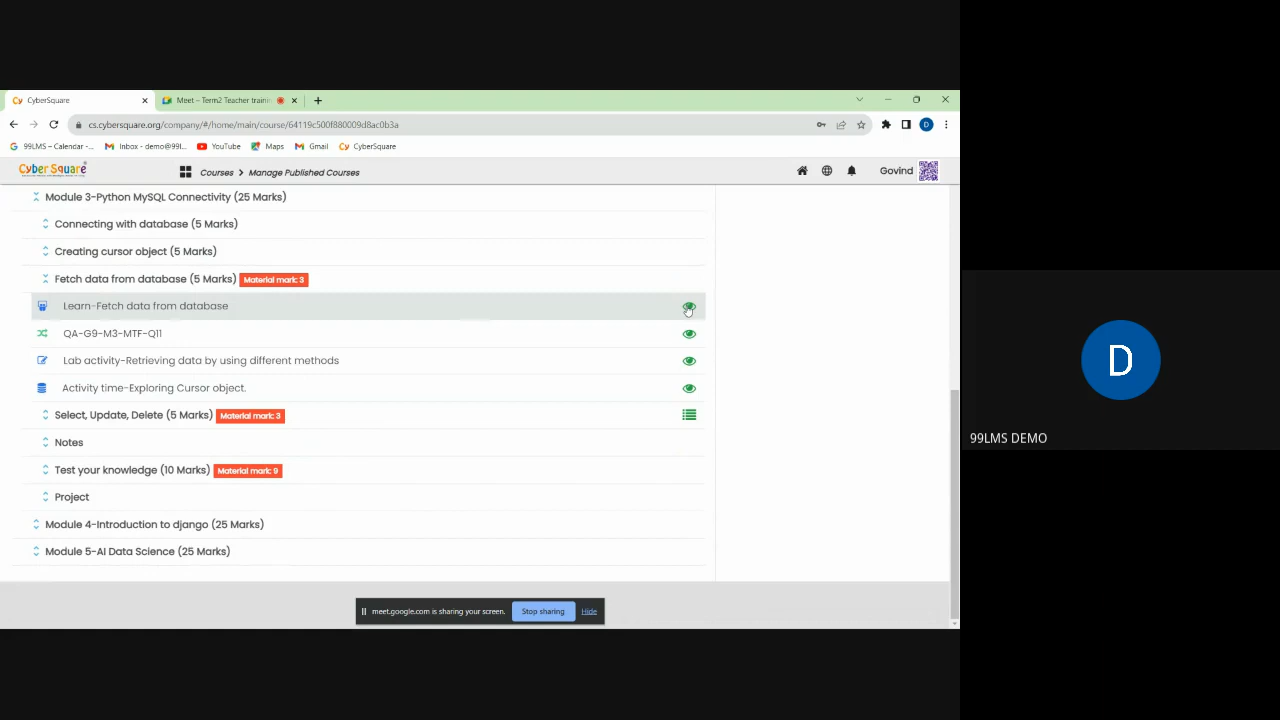 CyberSquare
Meet – Term2 Teacher trainin
cs.cybersquare.org/company/#/home/main/course/64119c500f880009d8ac0b3a
D
99LMS – Calendar -...
Inbox - demo@99l...
YouTube
Maps
Gmail
CyberSquare
Cyber Square
Courses > Manage Published Courses
Govind
Module 3-Python MySQL Connectivity (25 Marks)
Connecting with database (5 Marks)
Creating cursor object (5 Marks)
Fetch data from database (5 Marks) Material mark: 3
Learn-Fetch data from database
QA-G9-M3-MTF-Q11
Lab activity-Retrieving data by using different methods
Activity time-Exploring Cursor object.
Select, Update, Delete (5 Marks) Material mark: 3
Notes
Test your knowledge (10 Marks) Material mark: 9
Project
Module 4-Introduction to django (25 Marks)
Module 5-AI Data Science (25 Marks)
meet.google.com is sharing your screen. Stop sharing Hide
D
99LMS DEMO